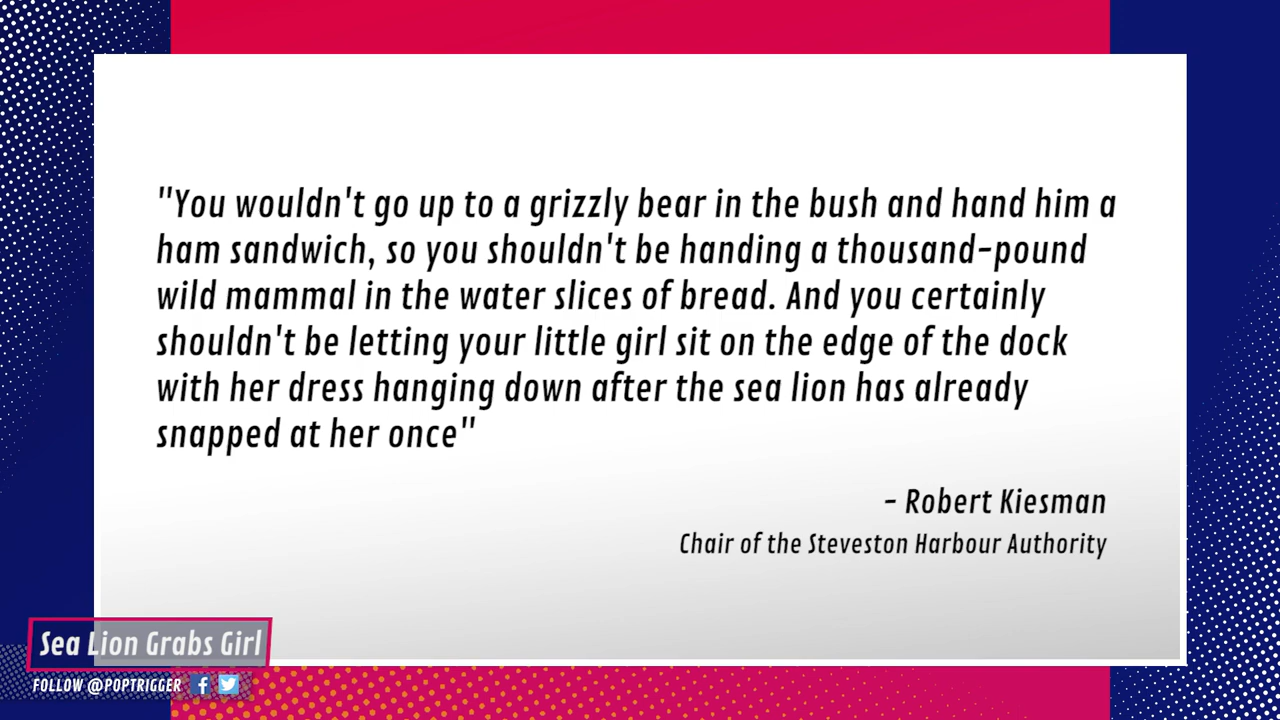 "You wouldn't go up to a grizzly bear in the bush and hand him a
ham sandwich, so you shouldn't be handing a thousand-pound
wild mammal in the water slices of bread. And you certainly
shouldn't be letting your little girl sit on the edge of the dock
with her dress hanging down after the sea lion has already
snapped at her once"
- Robert Kiesman
Chair of the Steveston Harbour Authority
Sea Lion Grabs Girl
FOLLOW @POPTRIGGER